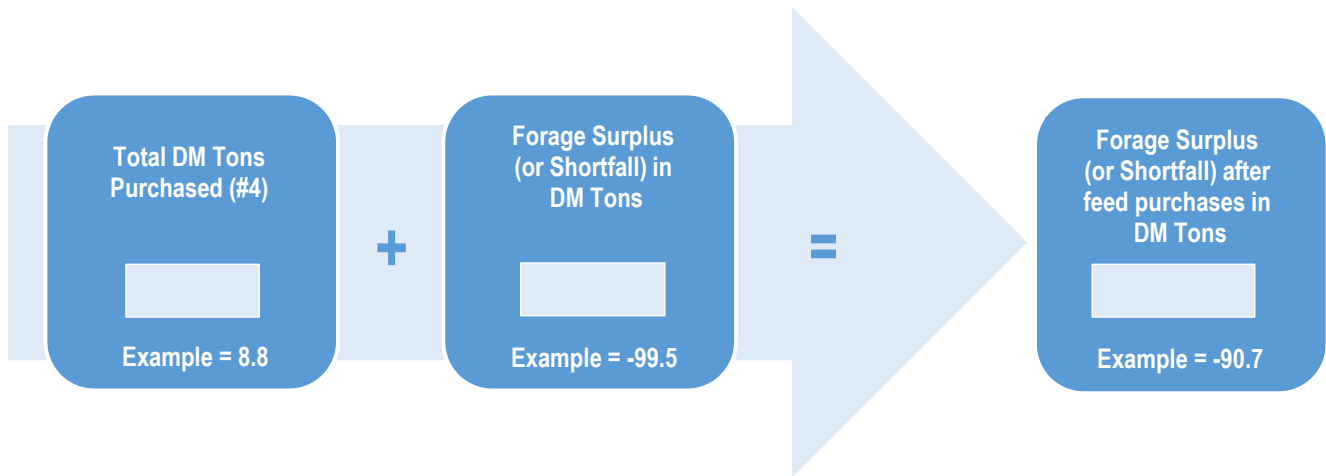 Total DM Tons
Purchased (#4)
Example = 8.8
+
Forage Surplus
(or Shortfall) in
DM Tons
Example = -99.5
=
Forage Surplus
(or Shortfall) after
feed purchases in
DM Tons
Example = -90.7